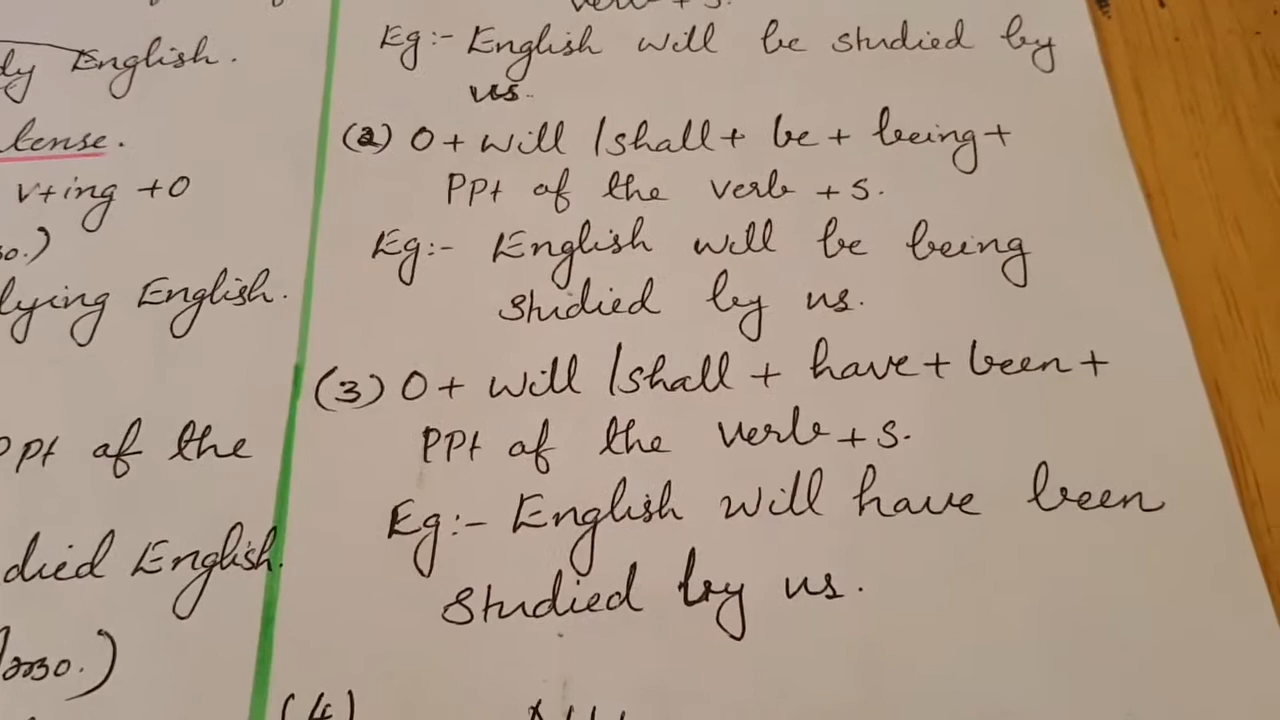 dy English.
tense.
v+ing +O
lying English.
ppt of the
died English.
verb + s.
Eg:- English will be studied by
us.
(2) O + will / shall + be + being +
PPt of the verb + s.
Eg:- English will be being
studied by us.
(3) O + will / shall + have + been +
PPt of the verb + s.
Eg:- English will have been
studied by us.
(4)